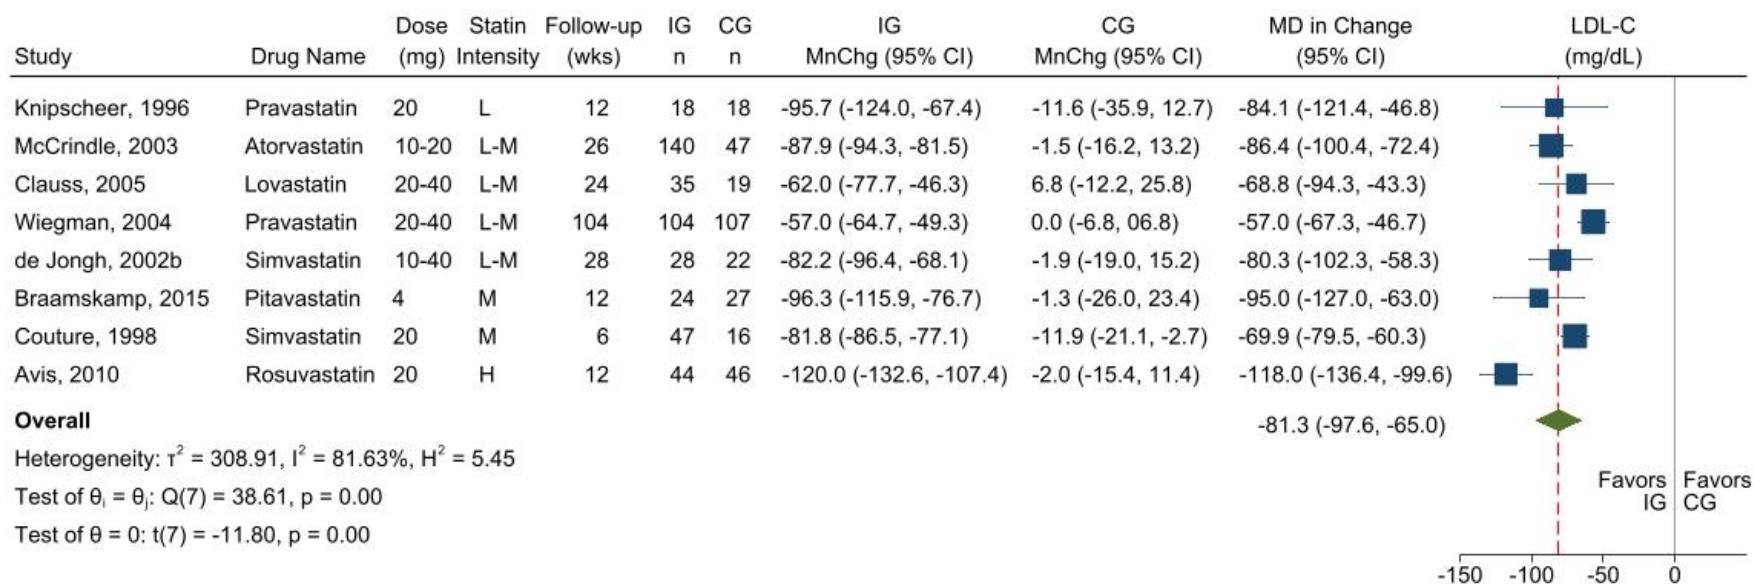 Dose Statin Follow-up IG CG IG CG MD in Change LDL-C
Study Drug Name (mg) Intensity (wks) n n MnChg (95% CI) MnChg (95% CI) (95% CI) (mg/dL)
Knipscheer, 1996 Pravastatin 20 L 12 18 18 -95.7 (-124.0, -67.4) -11.6 (-35.9, 12.7) -84.1 (-121.4, -46.8)
McCrindle, 2003 Atorvastatin 10-20 L-M 26 140 47 -87.9 (-94.3, -81.5) -1.5 (-16.2, 13.2) -86.4 (-100.4, -72.4)
Clauss, 2005 Lovastatin 20-40 L-M 24 35 19 -62.0 (-77.7, -46.3) 6.8 (-12.2, 25.8) -68.8 (-94.3, -43.3)
Wiegman, 2004 Pravastatin 20-40 L-M 104 104 107 -57.0 (-64.7, -49.3) 0.0 (-6.8, 06.8) -57.0 (-67.3, -46.7)
de Jongh, 2002b Simvastatin 10-40 L-M 28 28 22 -82.2 (-96.4, -68.1) -1.9 (-19.0, 15.2) -80.3 (-102.3, -58.3)
Braamskamp, 2015 Pitavastatin 4 M 12 24 27 -96.3 (-115.9, -76.7) -1.3 (-26.0, 23.4) -95.0 (-127.0, -63.0)
Couture, 1998 Simvastatin 20 M 6 47 16 -81.8 (-86.5, -77.1) -11.9 (-21.1, -2.7) -69.9 (-79.5, -60.3)
Avis, 2010 Rosuvastatin 20 H 12 44 46 -120.0 (-132.6, -107.4) -2.0 (-15.4, 11.4) -118.0 (-136.4, -99.6)
Overall -81.3 (-97.6, -65.0)
Heterogeneity: τ² = 308.91, I² = 81.63%, H² = 5.45
Test of θᵢ = θⱼ: Q(7) = 38.61, p = 0.00
Test of θ = 0: t(7) = -11.80, p = 0.00
Favors Favors
IG CG
-150 -100 -50 0